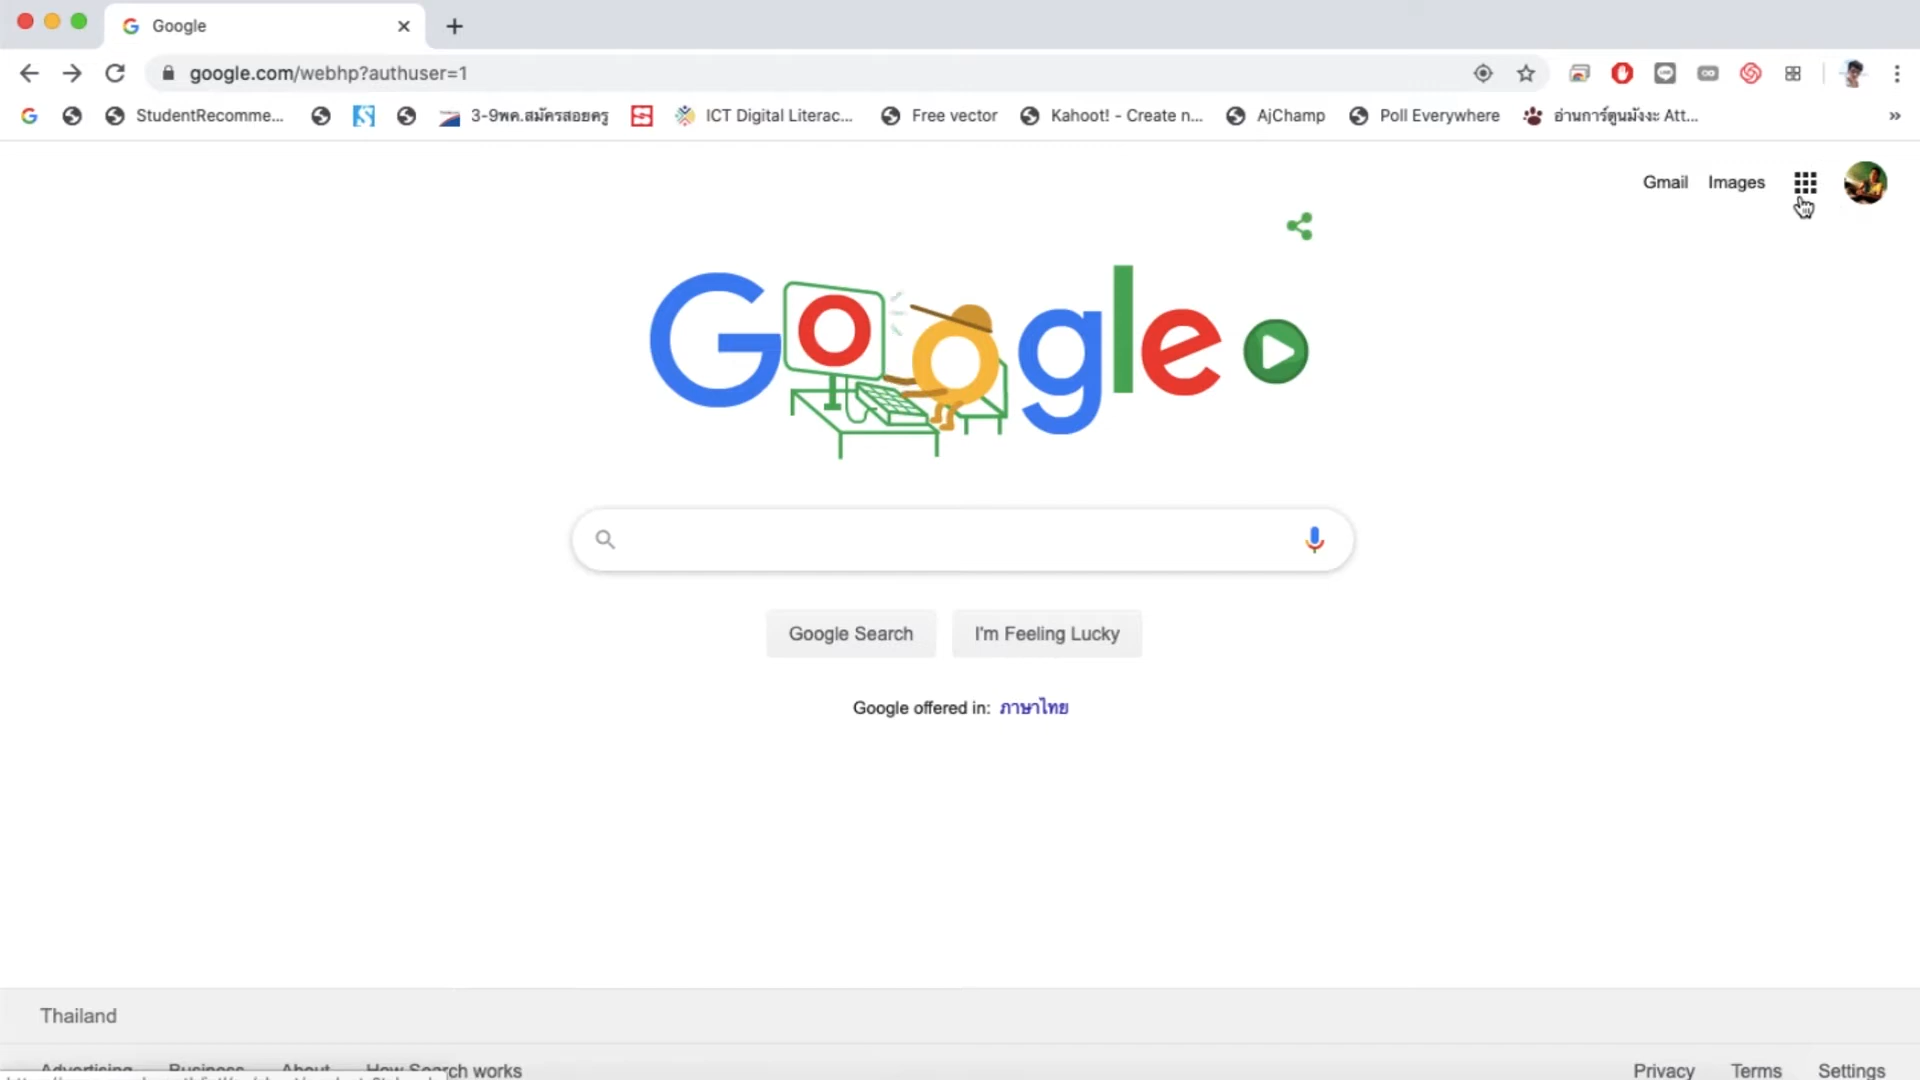 Google
google.com/webhp?authuser=1
StudentRecomme... 3-9พค.สมัครสอยครู ICT Digital Literac... Free vector Kahoot! - Create n... AjChamp Poll Everywhere อ่านการ์ตูนมังงะ Att... »
Gmail Images
Google
Google Search I'm Feeling Lucky
Google offered in: ภาษาไทย
Thailand
Advertising Business About How Search works Privacy Terms Settings